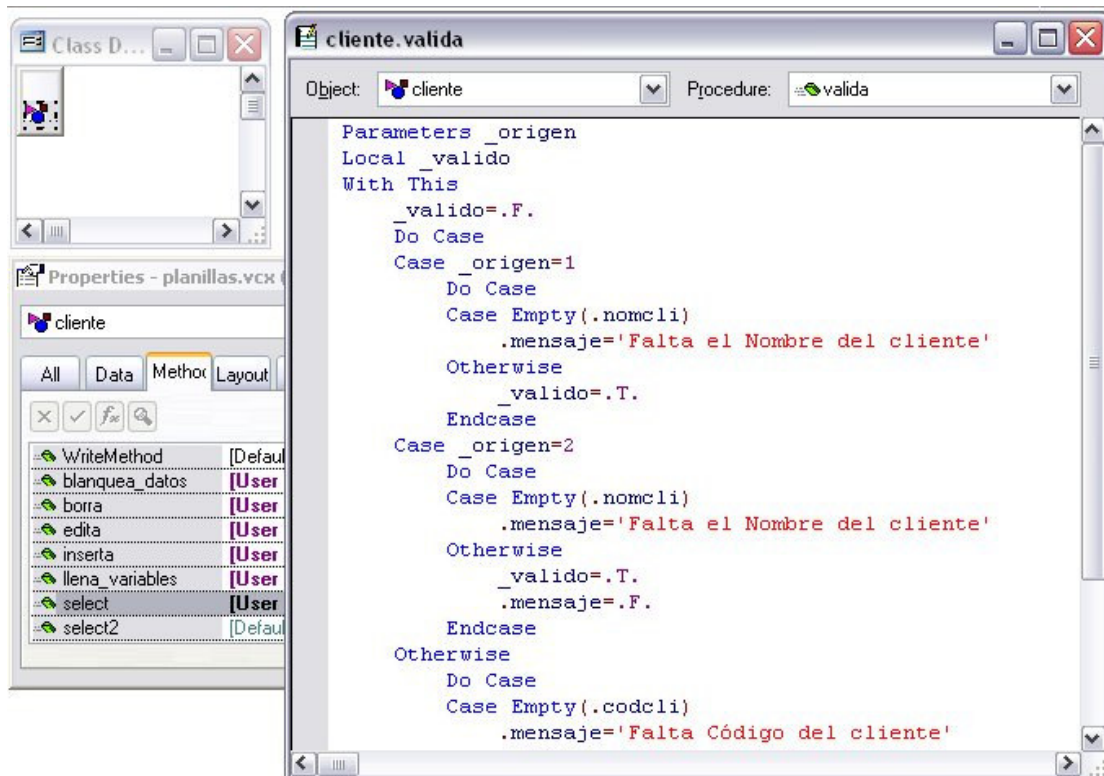 Class D...
cliente.valida
Object:
cliente
Procedure:
valida
Parameters _origen
Local _valido
With This
_valido=.F.
Do Case
Case _origen=1
Do Case
Case Empty(.nomcli)
.mensaje='Falta el Nombre del cliente'
Otherwise
_valido=.T.
Endcase
Case _origen=2
Do Case
Case Empty(.nomcli)
.mensaje='Falta el Nombre del cliente'
Otherwise
_valido=.T.
.mensaje=.F.
Endcase
Otherwise
Do Case
Case Empty(.codcli)
.mensaje='Falta Código del cliente'
Properties - planillas.vcx (
cliente
All Data Method Layout
WriteMethod [Defaul
blanquea_datos [User
borra [User
edita [User
inserta [User
llena_variables [User
select [User
select2 [Defaul